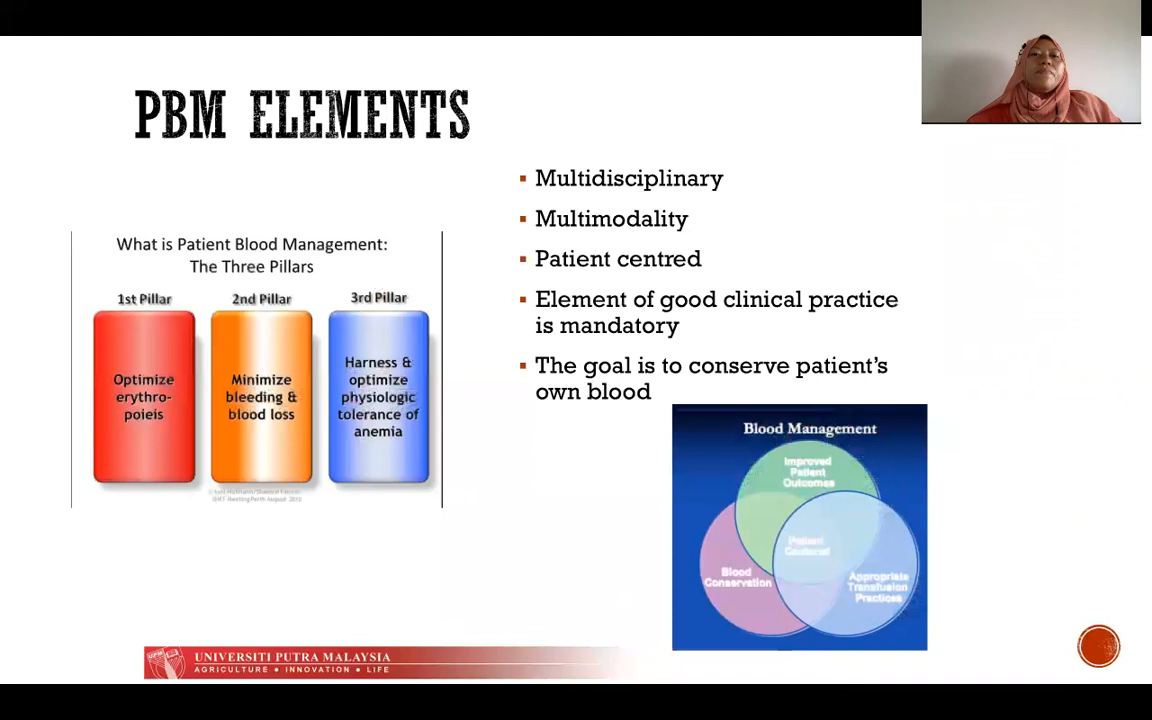 PBM ELEMENTS
What is Patient Blood Management:
The Three Pillars
1st Pillar
2nd Pillar
3rd Pillar
Optimize
erythro-
poieis
Minimize
bleeding &
blood loss
Harness &
optimize
physiologic
tolerance of
anemia
▪ Multidisciplinary
▪ Multimodality
▪ Patient centred
▪ Element of good clinical practice
is mandatory
▪ The goal is to conserve patient's
own blood
Blood Management
Improved
Patient
Outcomes
Patient
Blood
Conservation
Appropriate
Transfusion
Practices
UNIVERSITI PUTRA MALAYSIA
AGRICULTURE • INNOVATION • LIFE